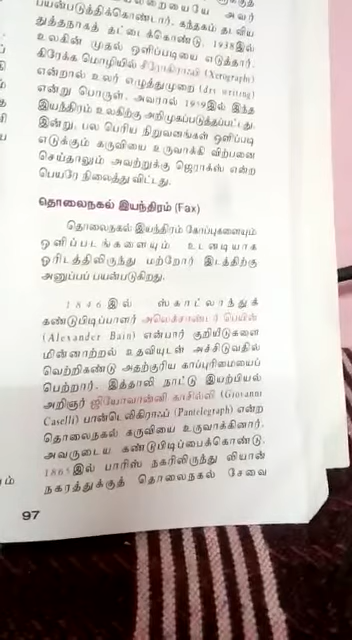 பயன்படுத்திக்கொண்டார். கந்தகம் தடவிய
துத்தநாகத் தட்டைக்கொண்டு, 1938இல்
உலகின் முதல் ஒளிப்படியை எடுத்தார்.
கிரேக்க மொழியில் சீரோகிராஃபி (Xerography)
என்றால் உலர் எழுத்துமுறை (dry writing)
என்று பொருள். அவரால் 1959இல் இந்த
இயந்திரம் உலகிற்கு அறிமுகப்படுத்தப்பட்டது.
இன்று, பல பெரிய நிறுவனங்கள் ஒளிப்படி
எடுக்கும் கருவியை உருவாக்கி விற்பனை
செய்தாலும் அவற்றுக்கு ஜெராக்ஸ் என்ற
பெயரே நிலைத்துவிட்டது.
தொலைநகல் இயந்திரம் (Fax)
தொலைநகல் இயந்திரம் கோப்புகளையும்
ஒளிப்படங்களையும் உடனடியாக
ஓரிடத்திலிருந்து மற்றோர் இடத்திற்கு
அனுப்பப் பயன்படுகிறது.
1846இல் ஸ்காட்லாந்துக்
கண்டுபிடிப்பாளர் அலெக்சாண்டர் பெயின்
(Alexander Bain) என்பார் குறியீடுகளை
மின்னாற்றல் உதவியுடன் அச்சிடுவதில்
வெற்றிகண்டு அதற்குரிய காப்புரிமையைப்
பெற்றார். இத்தாலி நாட்டு இயற்பியல்
அறிஞர் ஜியோவான்னி காசில்லி (Giovanni
Caselli) பான்டெலிகிராஃப் (Pantelegraph) என்ற
தொலைநகல் கருவியை உருவாக்கினார்.
அவருடைய கண்டுபிடிப்பைக்கொண்டு,
1865இல் பாரிஸ் நகரிலிருந்து லியான்
நகரத்துக்குத் தொலைநகல் சேவை
97